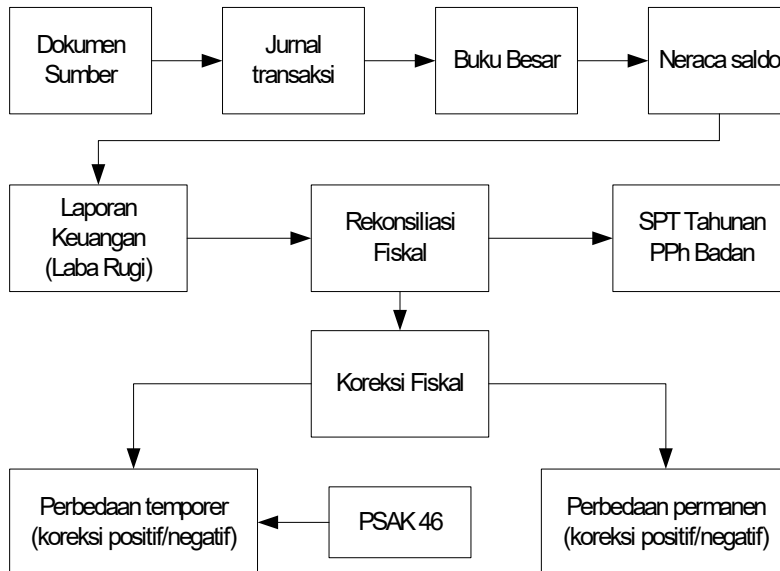 Dokumen
Sumber
Jurnal
transaksi
Buku Besar
Neraca saldo
Laporan
Keuangan
(Laba Rugi)
Rekonsiliasi
Fiskal
SPT Tahunan
PPh Badan
Koreksi Fiskal
Perbedaan temporer
(koreksi positif/negatif)
PSAK 46
Perbedaan permanen
(koreksi positif/negatif)